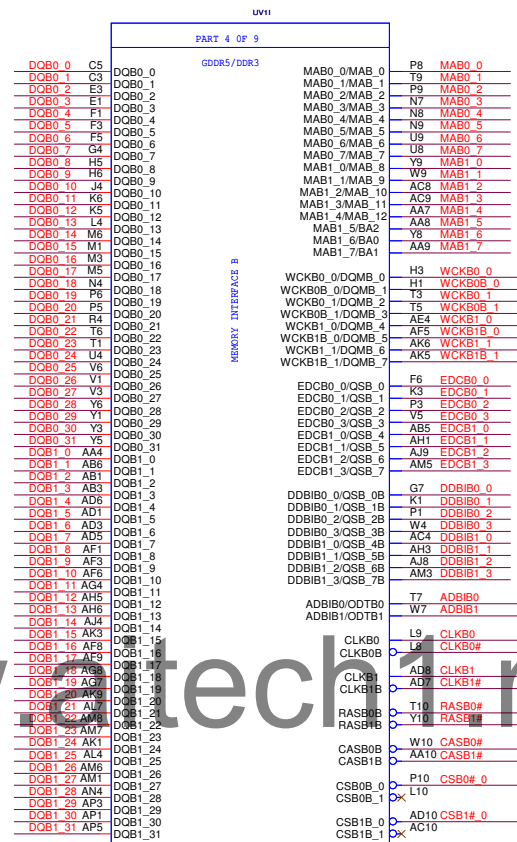 UV1I
PART 4 OF 9
GDDR5/DDR3
MEMORY INTERFACE B
DQB0_0 C5 DQB0_0
DQB0_1 C3 DQB0_1
DQB0_2 E3 DQB0_2
DQB0_3 E1 DQB0_3
DQB0_4 F1 DQB0_4
DQB0_5 F3 DQB0_5
DQB0_6 F5 DQB0_6
DQB0_7 G4 DQB0_7
DQB0_8 H5 DQB0_8
DQB0_9 H6 DQB0_9
DQB0_10 J4 DQB0_10
DQB0_11 K6 DQB0_11
DQB0_12 K5 DQB0_12
DQB0_13 L4 DQB0_13
DQB0_14 M6 DQB0_14
DQB0_15 M1 DQB0_15
DQB0_16 M3 DQB0_16
DQB0_17 M5 DQB0_17
DQB0_18 N4 DQB0_18
DQB0_19 P6 DQB0_19
DQB0_20 P5 DQB0_20
DQB0_21 R4 DQB0_21
DQB0_22 T6 DQB0_22
DQB0_23 T1 DQB0_23
DQB0_24 U4 DQB0_24
DQB0_25 V6 DQB0_25
DQB0_26 V1 DQB0_26
DQB0_27 V3 DQB0_27
DQB0_28 Y6 DQB0_28
DQB0_29 Y1 DQB0_29
DQB0_30 Y3 DQB0_30
DQB0_31 Y5 DQB0_31
DQB1_0 AA4 DQB1_0
DQB1_1 AB6 DQB1_1
DQB1_2 AB1 DQB1_2
DQB1_3 AB3 DQB1_3
DQB1_4 AD6 DQB1_4
DQB1_5 AD1 DQB1_5
DQB1_6 AD3 DQB1_6
DQB1_7 AD5 DQB1_7
DQB1_8 AF1 DQB1_8
DQB1_9 AF3 DQB1_9
DQB1_10 AF6 DQB1_10
DQB1_11 AG4 DQB1_11
DQB1_12 AH5 DQB1_12
DQB1_13 AH6 DQB1_13
DQB1_14 AJ4 DQB1_14
DQB1_15 AK3 DQB1_15
DQB1_16 AF8 DQB1_16
DQB1_17 AF9 DQB1_17
DQB1_18 AG8 DQB1_18
DQB1_19 AG7 DQB1_19
DQB1_20 AK9 DQB1_20
DQB1_21 AL7 DQB1_21
DQB1_22 AM8 DQB1_22
DQB1_23 AM7 DQB1_23
DQB1_24 AK1 DQB1_24
DQB1_25 AL4 DQB1_25
DQB1_26 AM6 DQB1_26
DQB1_27 AM1 DQB1_27
DQB1_28 AN4 DQB1_28
DQB1_29 AP3 DQB1_29
DQB1_30 AP1 DQB1_30
DQB1_31 AP5 DQB1_31
MAB0_0/MAB_0 P8 MAB0_0
MAB0_1/MAB_1 T9 MAB0_1
MAB0_2/MAB_2 P9 MAB0_2
MAB0_3/MAB_3 N7 MAB0_3
MAB0_4/MAB_4 N8 MAB0_4
MAB0_5/MAB_5 N9 MAB0_5
MAB0_6/MAB_6 U9 MAB0_6
MAB0_7/MAB_7 U8 MAB0_7
MAB1_0/MAB_8 Y9 MAB1_0
MAB1_1/MAB_9 W9 MAB1_1
MAB1_2/MAB_10 AC8 MAB1_2
MAB1_3/MAB_11 AC9 MAB1_3
MAB1_4/MAB_12 AA7 MAB1_4
MAB1_5/BA2 AA8 MAB1_5
MAB1_6/BA0 Y8 MAB1_6
MAB1_7/BA1 AA9 MAB1_7
WCKB0_0/DQMB_0 H3 WCKB0_0
WCKB0B_0/DQMB_1 H1 WCKB0B_0
WCKB0_1/DQMB_2 T3 WCKB0_1
WCKB0B_1/DQMB_3 T5 WCKB0B_1
WCKB1_0/DQMB_4 AE4 WCKB1_0
WCKB1B_0/DQMB_5 AF5 WCKB1B_0
WCKB1_1/DQMB_6 AK6 WCKB1_1
WCKB1B_1/DQMB_7 AK5 WCKB1B_1
EDCB0_0/QSB_0 F6 EDCB0_0
EDCB0_1/QSB_1 K3 EDCB0_1
EDCB0_2/QSB_2 P3 EDCB0_2
EDCB0_3/QSB_3 V5 EDCB0_3
EDCB1_0/QSB_4 AB5 EDCB1_0
EDCB1_1/QSB_5 AH1 EDCB1_1
EDCB1_2/QSB_6 AJ9 EDCB1_2
EDCB1_3/QSB_7 AM5 EDCB1_3
DDBIB0_0/QSB_0B G7 DDBIB0_0
DDBIB0_1/QSB_1B K1 DDBIB0_1
DDBIB0_2/QSB_2B P1 DDBIB0_2
DDBIB0_3/QSB_3B W4 DDBIB0_3
DDBIB1_0/QSB_4B AC4 DDBIB1_0
DDBIB1_1/QSB_5B AH3 DDBIB1_1
DDBIB1_2/QSB_6B AJ8 DDBIB1_2
DDBIB1_3/QSB_7B AM3 DDBIB1_3
ADBIB0/ODTB0 T7 ADBIB0
ADBIB1/ODTB1 W7 ADBIB1
CLKB0 L9 CLKB0
CLKB0B L8 CLKB0#
CLKB1 AD8 CLKB1
CLKB1B AD7 CLKB1#
RASB0B T10 RASB0#
RASB1B Y10 RASB1#
CASB0B W10 CASB0#
CASB1B AA10 CASB1#
CSB0B_0 P10 CSB0#_0
CSB0B_1 L10
CSB1B_0 AD10 CSB1#_0
CSB1B_1 AC10
.aitech1.